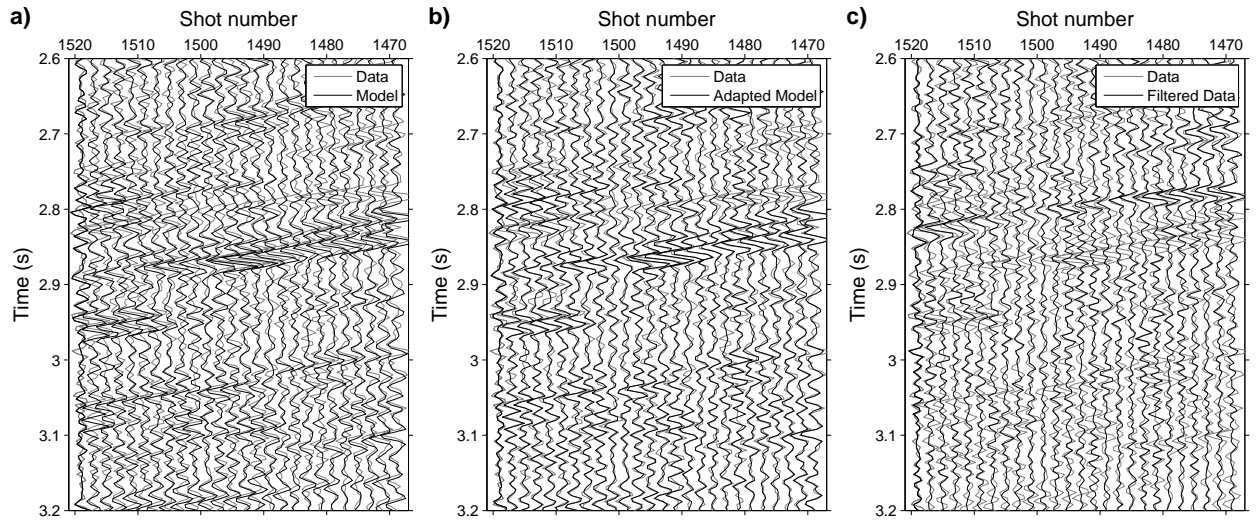 a)
Shot number
1520 1510 1500 1490 1480 1470
2.6
2.7
2.8
2.9
3
3.1
3.2
Time (s)
Data
Model
b)
Shot number
1520 1510 1500 1490 1480 1470
2.6
2.7
2.8
2.9
3
3.1
3.2
Time (s)
Data
Adapted Model
c)
Shot number
1520 1510 1500 1490 1480 1470
2.6
2.7
2.8
2.9
3
3.1
3.2
Time (s)
Data
Filtered Data